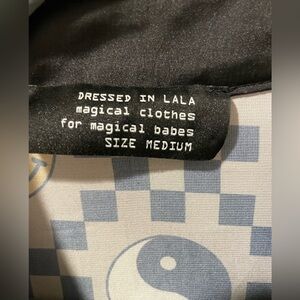 DRESSED IN LALA
magical clothes
for magical babes
SIZE MEDIUM